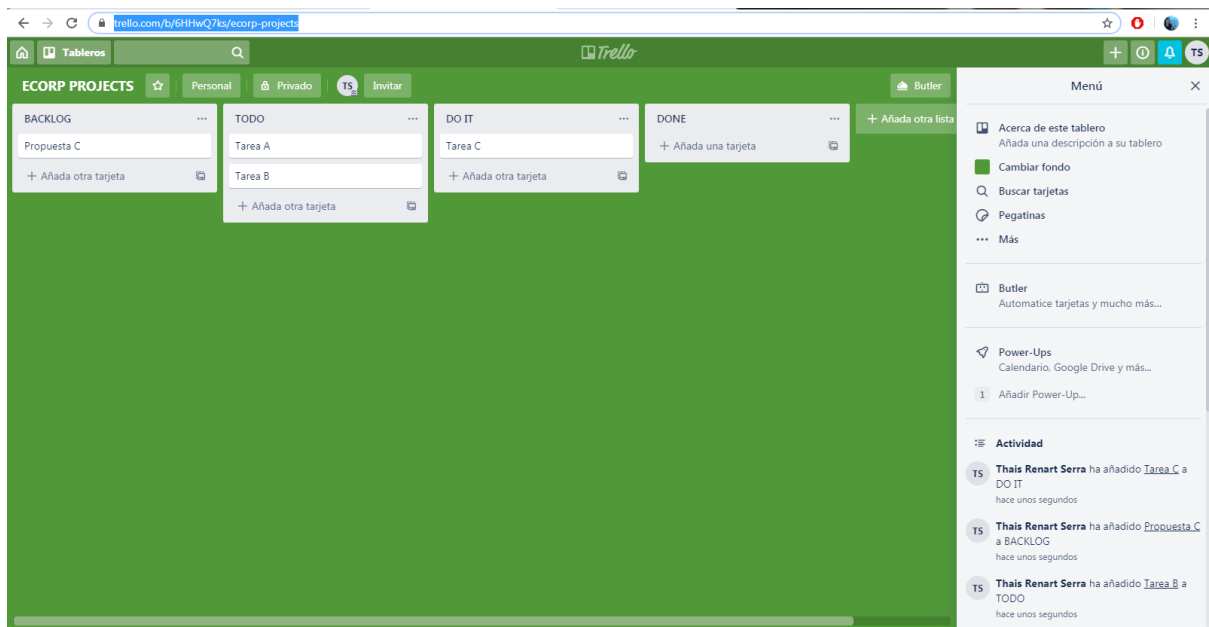 trello.com/b/6HHwQ7ks/ecorp-projects
Tableros
Trello
TS
ECORP PROJECTS
Personal
Privado
TS
Invitar
Butler
BACKLOG
Propuesta C
+ Añada otra tarjeta
TODO
Tarea A
Tarea B
+ Añada otra tarjeta
DO IT
Tarea C
+ Añada otra tarjeta
DONE
+ Añada una tarjeta
+ Añada otra lista
Menú
Acerca de este tablero
Añada una descripción a su tablero
Cambiar fondo
Buscar tarjetas
Pegatinas
Más
Butler
Automatice tarjetas y mucho más...
Power-Ups
Calendario, Google Drive y más...
1 Añadir Power-Up...
Actividad
TS
Thais Renart Serra ha añadido Tarea C a
DO IT
hace unos segundos
TS
Thais Renart Serra ha añadido Propuesta C
a BACKLOG
hace unos segundos
TS
Thais Renart Serra ha añadido Tarea B a
TODO
hace unos segundos